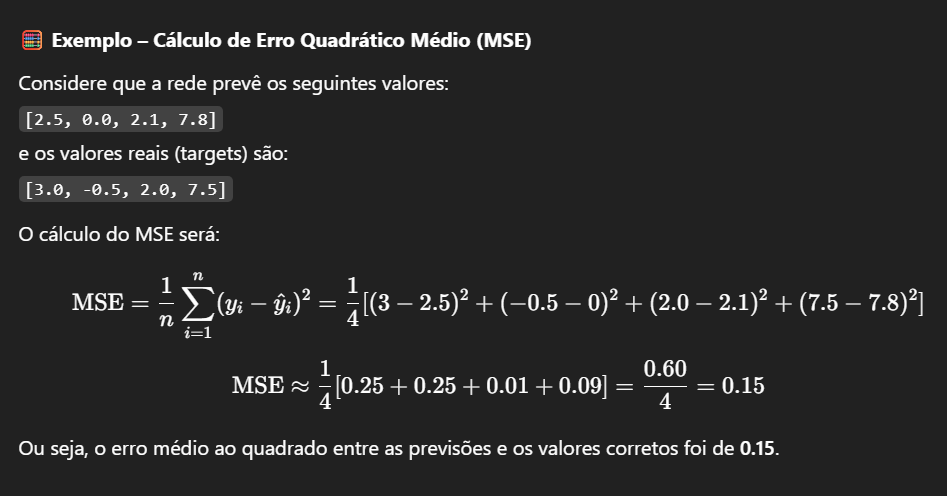 🧮 Exemplo – Cálculo de Erro Quadrático Médio (MSE)
Considere que a rede prevê os seguintes valores:
[2.5, 0.0, 2.1, 7.8]
e os valores reais (targets) são:
[3.0, -0.5, 2.0, 7.5]
O cálculo do MSE será:
MSE = \frac{1}{n} \sum_{i=1}^{n} (y_i − ŷ_i)^2 = \frac{1}{4}[(3 − 2.5)^2 + (−0.5 − 0)^2 + (2.0 − 2.1)^2 + (7.5 − 7.8)^2]
MSE ≈ \frac{1}{4}[0.25 + 0.25 + 0.01 + 0.09] = \frac{0.60}{4} = 0.15
Ou seja, o erro médio ao quadrado entre as previsões e os valores corretos foi de 0.15.